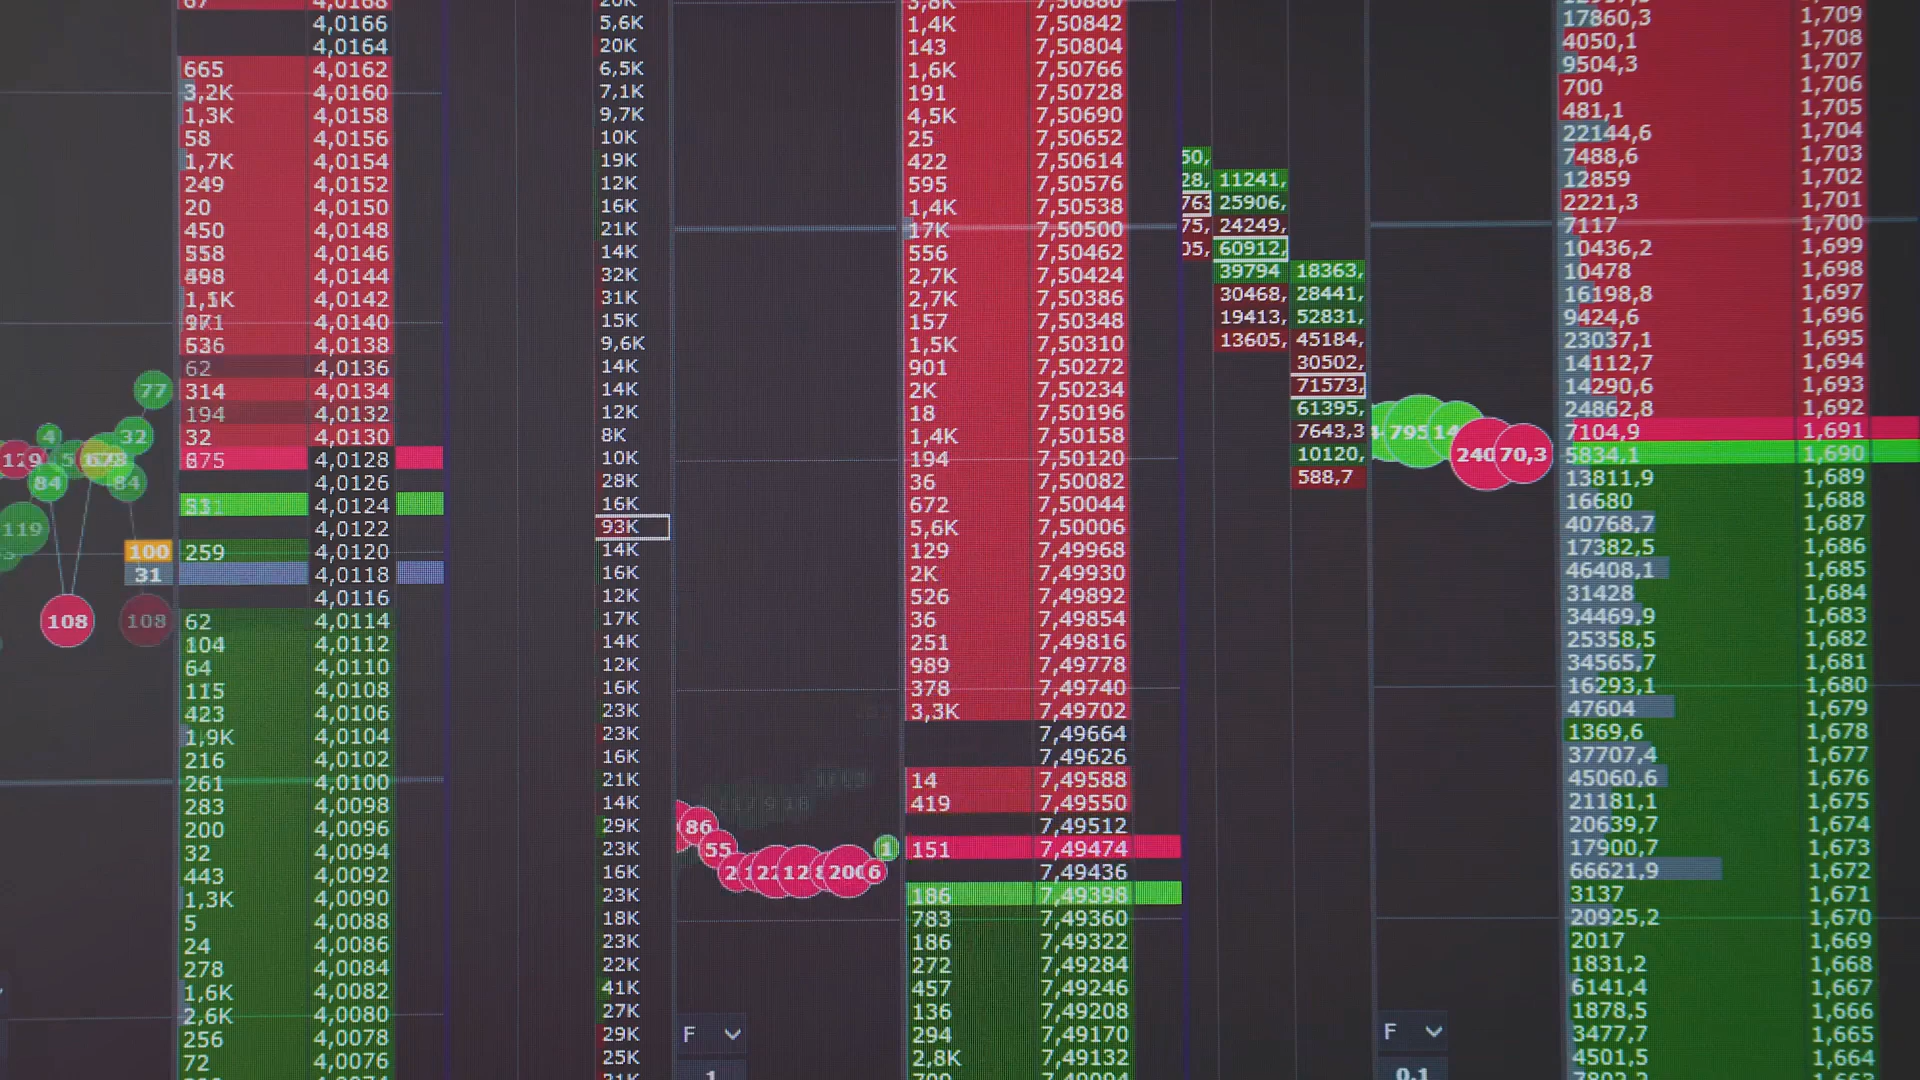 67 4,0168
4,0166
4,0164
665 4,0162
3,2K 4,0160
1,3K 4,0158
58 4,0156
1,7K 4,0154
249 4,0152
20 4,0150
450 4,0148
558 4,0146
498 4,0144
1,1K 4,0142
4,0140
536 4,0138
62 4,0136
314 4,0134
194 4,0132
32 4,0130
4,0128
4,0126
4,0124
4,0122
259 4,0120
4,0118
4,0116
62 4,0114
104 4,0112
64 4,0110
115 4,0108
423 4,0106
1,9K 4,0104
216 4,0102
261 4,0100
283 4,0098
200 4,0096
32 4,0094
443 4,0092
1,3K 4,0090
5 4,0088
24 4,0086
278 4,0084
1,6K 4,0082
2,6K 4,0080
256 4,0078
72 4,0076
77
4
32
129
84
84
119
100
31
108
108
20K
5,6K
20K
6,5K
7,1K
9,7K
10K
19K
12K
16K
21K
14K
32K
31K
15K
9,6K
14K
14K
12K
8K
10K
28K
16K
93K
14K
16K
12K
17K
14K
12K
16K
23K
23K
16K
21K
14K
29K
23K
16K
23K
18K
23K
22K
41K
27K
29K
25K
31K
86
55
1
F
1
3,8K 7,50880
1,4K 7,50842
143 7,50804
1,6K 7,50766
191 7,50728
4,5K 7,50690
25 7,50652
422 7,50614
595 7,50576
1,4K 7,50538
17K 7,50500
556 7,50462
2,7K 7,50424
2,7K 7,50386
157 7,50348
1,5K 7,50310
901 7,50272
2K 7,50234
18 7,50196
1,4K 7,50158
194 7,50120
36 7,50082
672 7,50044
5,6K 7,50006
129 7,49968
2K 7,49930
526 7,49892
36 7,49854
251 7,49816
989 7,49778
378 7,49740
3,3K 7,49702
7,49664
7,49626
14 7,49588
419 7,49550
7,49512
151 7,49474
7,49436
186 7,49398
783 7,49360
186 7,49322
272 7,49284
457 7,49246
136 7,49208
294 7,49170
2,8K 7,49132
50,
28, 11241,
763 25906,
75, 24249,
05, 60912,
39794 18363,
30468, 28441,
19413, 52831,
13605, 45184,
30502,
71573,
61395,
7643,3
10120,
588,7
795 14
240 70,3
F
0.1
17860,3 1,709
4050,1 1,708
9504,3 1,707
700 1,706
481,1 1,705
22144,6 1,704
7488,6 1,703
12859 1,702
2221,3 1,701
7117 1,700
10436,2 1,699
10478 1,698
16198,8 1,697
9424,6 1,696
23037,1 1,695
14112,7 1,694
14290,6 1,693
24862,8 1,692
7104,9 1,691
5834,1 1,690
13811,9 1,689
16680 1,688
40768,7 1,687
17382,5 1,686
46408,1 1,685
31428 1,684
34469,9 1,683
25358,5 1,682
34565,7 1,681
16293,1 1,680
47604 1,679
1369,6 1,678
37707,4 1,677
45060,6 1,676
21181,1 1,675
20639,7 1,674
17900,7 1,673
66621,9 1,672
3137 1,671
20925,2 1,670
2017 1,669
1831,2 1,668
6141,4 1,667
1878,5 1,666
3477,7 1,665
4501,5 1,664